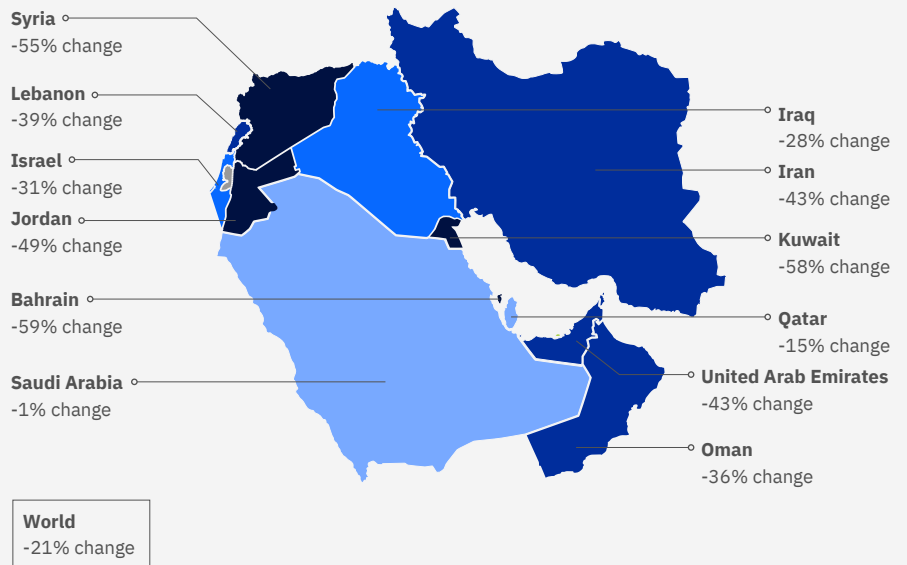 Syria
-55% change
Lebanon
-39% change
Israel
-31% change
Jordan
-49% change
Bahrain
-59% change
Saudi Arabia
-1% change
Iraq
-28% change
Iran
-43% change
Kuwait
-58% change
Qatar
-15% change
United Arab Emirates
-43% change
Oman
-36% change
World
-21% change